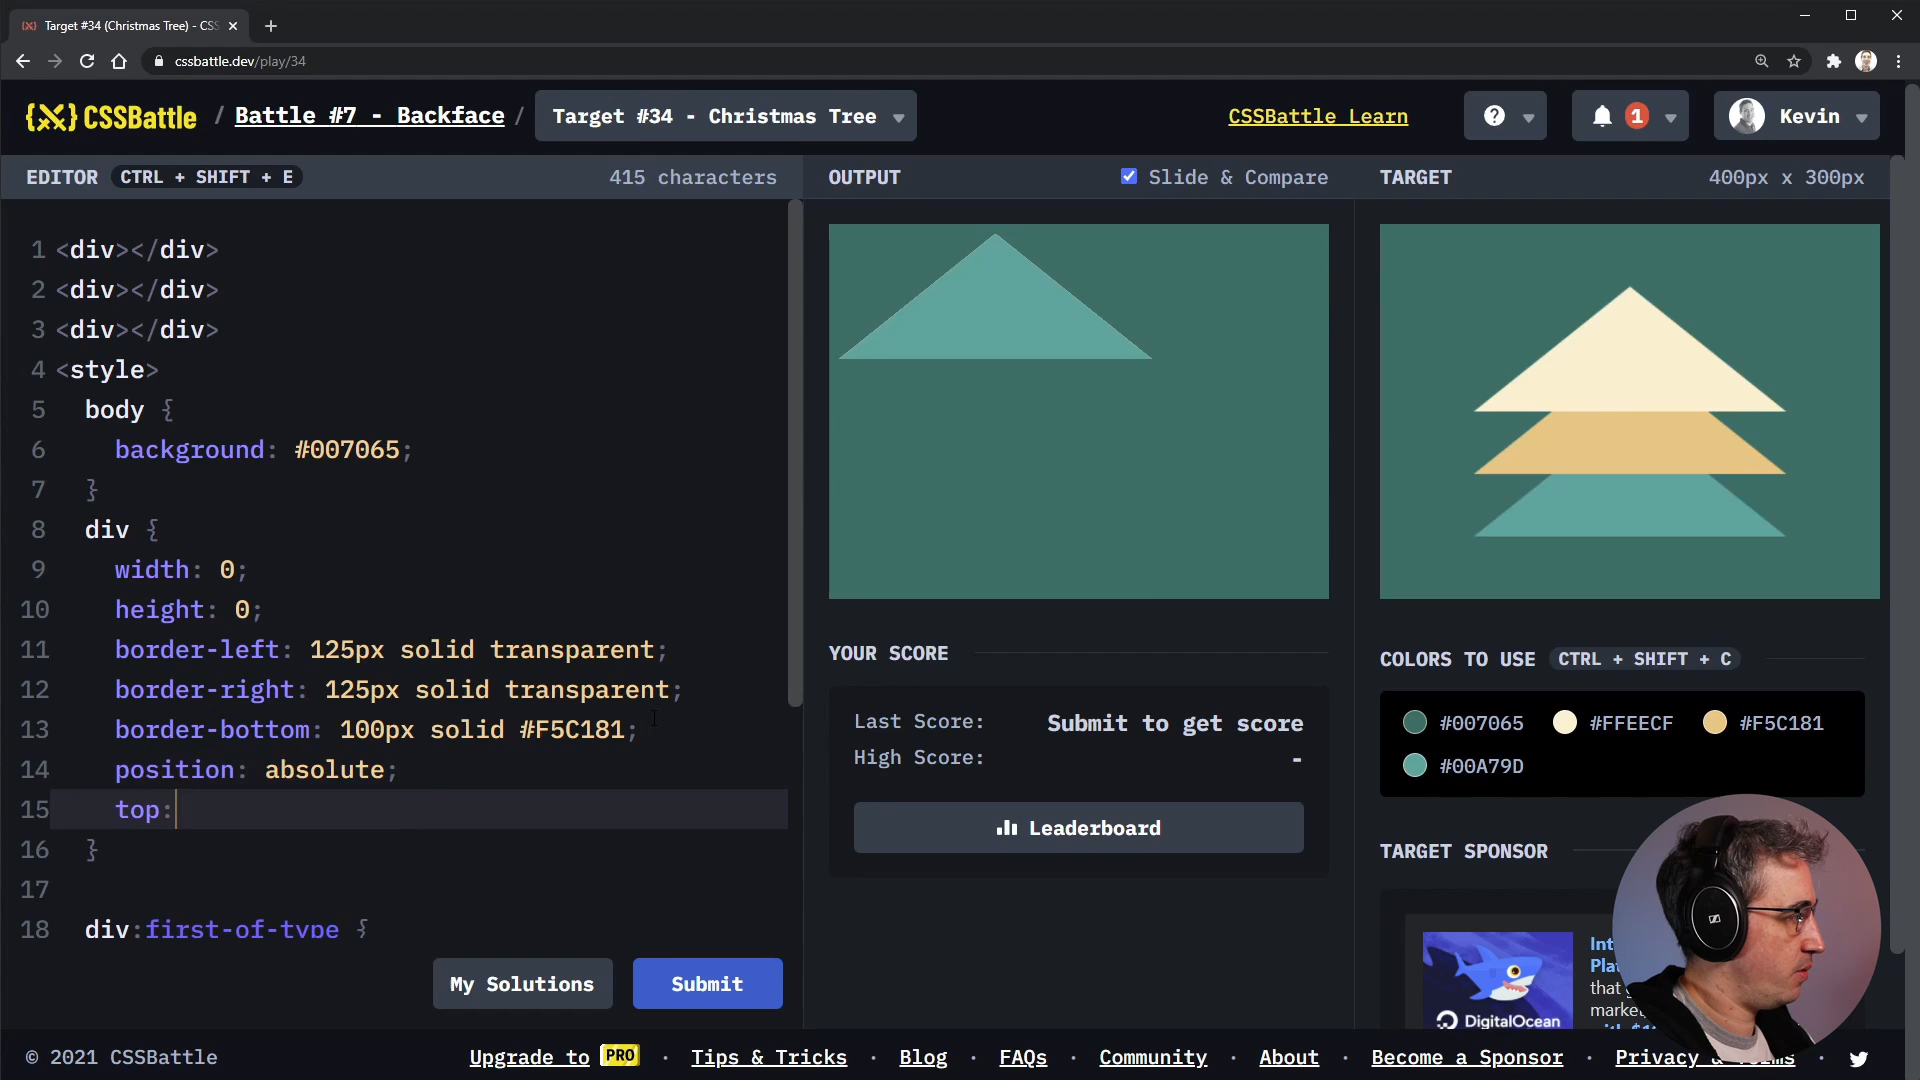 Target #34 (Christmas Tree) - CSS
cssbattle.dev/play/34
{X} CSSBattle / Battle #7 - Backface / Target #34 - Christmas Tree
CSSBattle Learn
1
Kevin
EDITOR CTRL + SHIFT + E 415 characters
OUTPUT Slide & Compare
TARGET 400px x 300px
1 <div></div>
2 <div></div>
3 <div></div>
4 <style>
5 body {
6 background: #007065;
7 }
8 div {
9 width: 0;
10 height: 0;
11 border-left: 125px solid transparent;
12 border-right: 125px solid transparent;
13 border-bottom: 100px solid #F5C181;
14 position: absolute;
15 top:
16 }
17
18 div:first-of-type {
My Solutions
Submit
YOUR SCORE
Last Score: Submit to get score
High Score: -
Leaderboard
COLORS TO USE CTRL + SHIFT + C
#007065 #FFEECF #F5C181
#00A79D
TARGET SPONSOR
DigitalOcean
that
© 2021 CSSBattle
Upgrade to PRO · Tips & Tricks · Blog · FAQs · Community · About · Become a Sponsor · Privacy & Terms ·